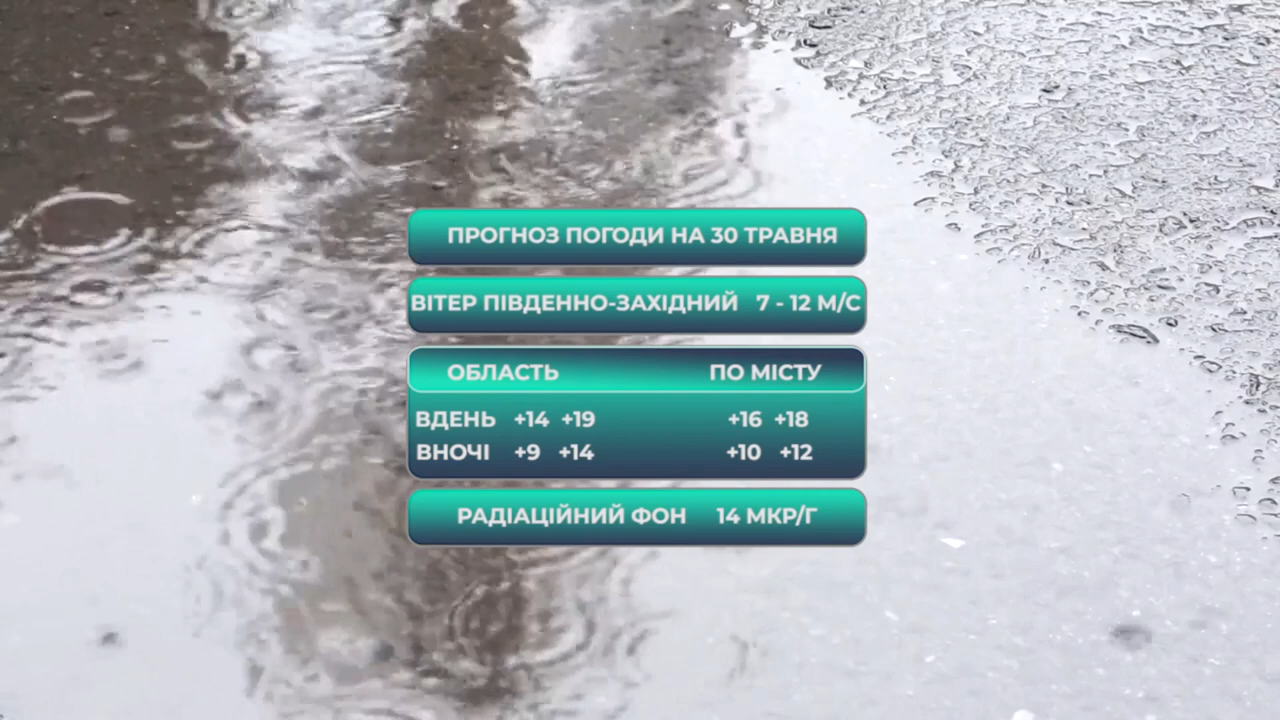 ПРОГНОЗ ПОГОДИ НА 30 ТРАВНЯ
ВІТЕР ПІВДЕННО-ЗАХІДНИЙ 7 - 12 М/С
ОБЛАСТЬ ПО МІСТУ
ВДЕНЬ +14 +19 +16 +18
ВНОЧІ +9 +14 +10 +12
РАДІАЦІЙНИЙ ФОН 14 МКР/Г